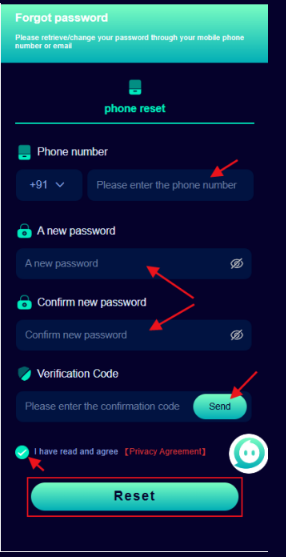 Forgot password
Please retrieve/change your password through your mobile phone
number or email
phone reset
Phone number
+91 Please enter the phone number
A new password
A new password
Confirm new password
Confirm new password
Verification Code
Please enter the confirmation code Send
I have read and agree 【Privacy Agreement】
Reset